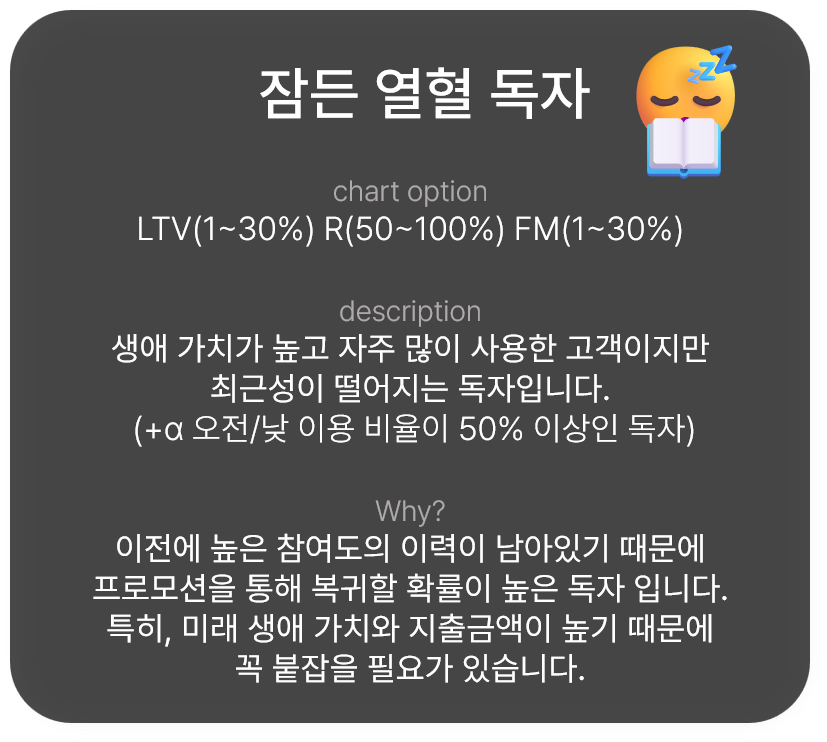 잠든 열혈 독자
chart option
LTV(1~30%) R(50~100%) FM(1~30%)
description
생애 가치가 높고 자주 많이 사용한 고객이지만
최근성이 떨어지는 독자입니다.
(+α 오전/낮 이용 비율이 50% 이상인 독자)
Why?
이전에 높은 참여도의 이력이 남아있기 때문에
프로모션을 통해 복귀할 확률이 높은 독자 입니다.
특히, 미래 생애 가치와 지출금액이 높기 때문에
꼭 붙잡을 필요가 있습니다.